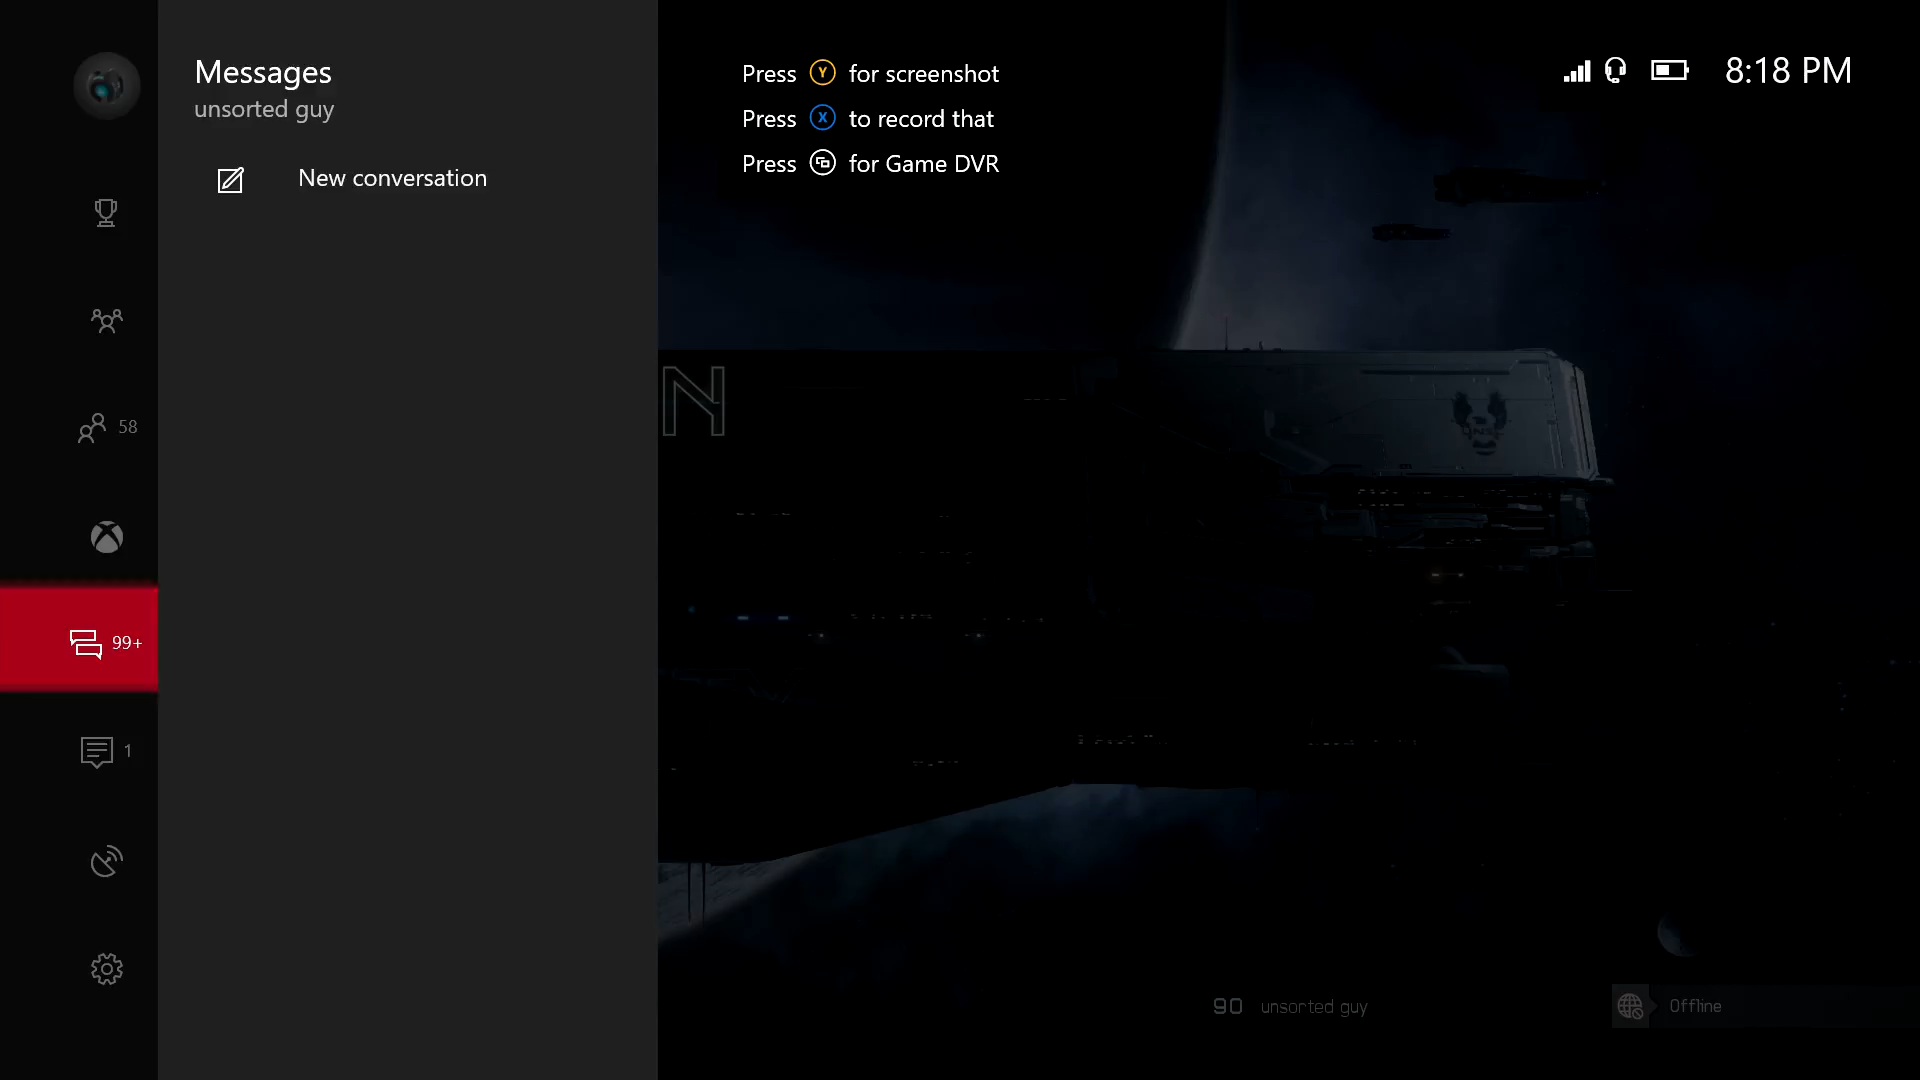 Messages
unsorted guy
New conversation
58
99+
1
Press Y for screenshot
Press X to record that
Press for Game DVR
8:18 PM
N
UNSC
90 unsorted guy
Offline